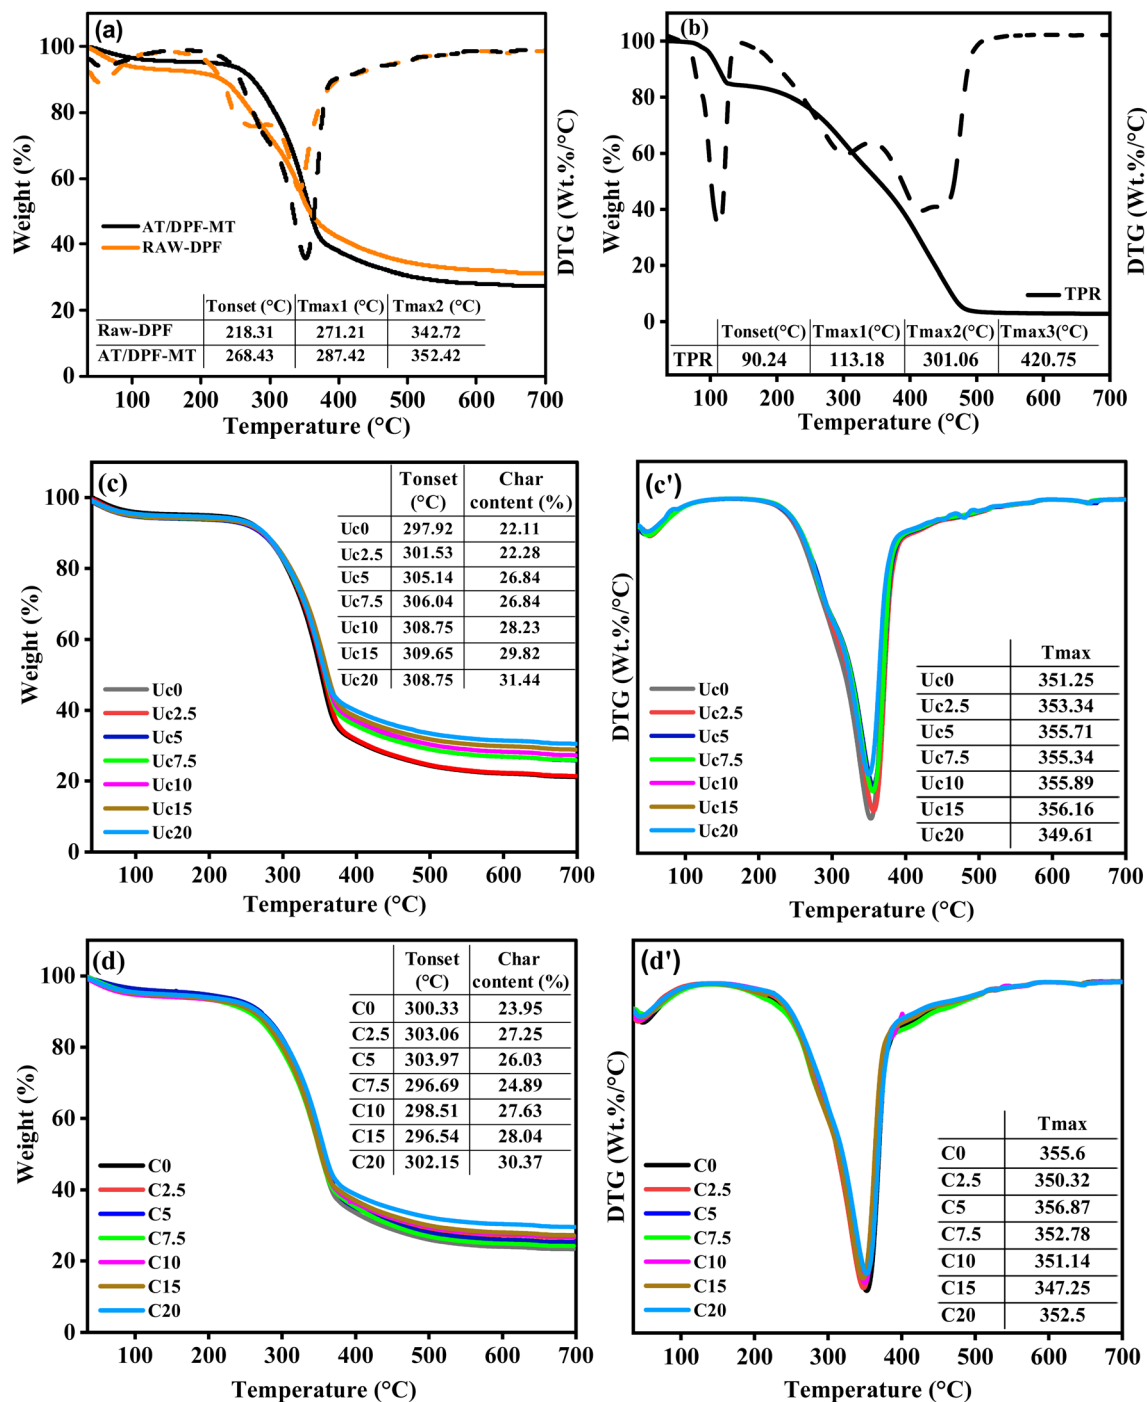 (a)
100
80
60
40
20
0
Weight (%)
DTG (Wt.%/°C)
AT/DPF-MT
RAW-DPF
Tonset (°C) Tmax1 (°C) Tmax2 (°C)
Raw-DPF 218.31 271.21 342.72
AT/DPF-MT 268.43 287.42 352.42
100 200 300 400 500 600 700
Temperature (°C)
(b)
100
80
60
40
20
0
Weight (%)
DTG (Wt.%/°C)
TPR
Tonset(°C) Tmax1(°C) Tmax2(°C) Tmax3(°C)
TPR 90.24 113.18 301.06 420.75
100 200 300 400 500 600 700
Temperature (°C)
(c)
100
80
60
40
20
0
Weight (%)
Tonset Char
(°C) content (%)
Uc0 297.92 22.11
Uc2.5 301.53 22.28
Uc5 305.14 26.84
Uc7.5 306.04 26.84
Uc10 308.75 28.23
Uc15 309.65 29.82
Uc20 308.75 31.44
Uc0
Uc2.5
Uc5
Uc7.5
Uc10
Uc15
Uc20
100 200 300 400 500 600 700
Temperature (°C)
(c')
DTG (Wt.%/°C)
Uc0
Uc2.5
Uc5
Uc7.5
Uc10
Uc15
Uc20
Tmax
Uc0 351.25
Uc2.5 353.34
Uc5 355.71
Uc7.5 355.34
Uc10 355.89
Uc15 356.16
Uc20 349.61
100 200 300 400 500 600 700
Temperature (°C)
(d)
100
80
60
40
20
0
Weight (%)
Tonset Char
(°C) content (%)
C0 300.33 23.95
C2.5 303.06 27.25
C5 303.97 26.03
C7.5 296.69 24.89
C10 298.51 27.63
C15 296.54 28.04
C20 302.15 30.37
C0
C2.5
C5
C7.5
C10
C15
C20
100 200 300 400 500 600 700
Temperature (°C)
(d')
DTG (Wt.%/°C)
C0
C2.5
C5
C7.5
C10
C15
C20
Tmax
C0 355.6
C2.5 350.32
C5 356.87
C7.5 352.78
C10 351.14
C15 347.25
C20 352.5
100 200 300 400 500 600 700
Temperature (°C)